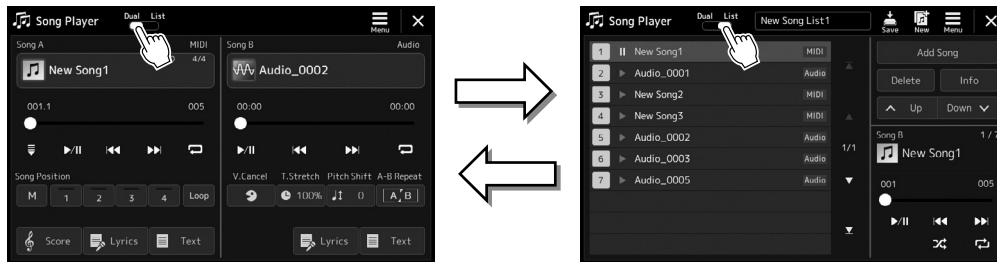 Song Player
Dual List
Menu
Song A
MIDI
4/4
New Song1
001.1
005
Song Position
M 1 2 3 4 Loop
Score
Lyrics
Text
Song B
Audio
Audio_0002
00:00
00:00
V.Cancel T.Stretch Pitch Shift A-B Repeat
100% 0 A B
Lyrics
Text
Song Player
Dual List
New Song List1
Save
New
Menu
1 New Song1 MIDI
2 Audio_0001 Audio
3 New Song2 MIDI
4 New Song3 MIDI
5 Audio_0002 Audio
6 Audio_0003 Audio
7 Audio_0005 Audio
1/1
Add Song
Delete
Info
Up
Down
Song B
1 / 7
New Song1
001
005